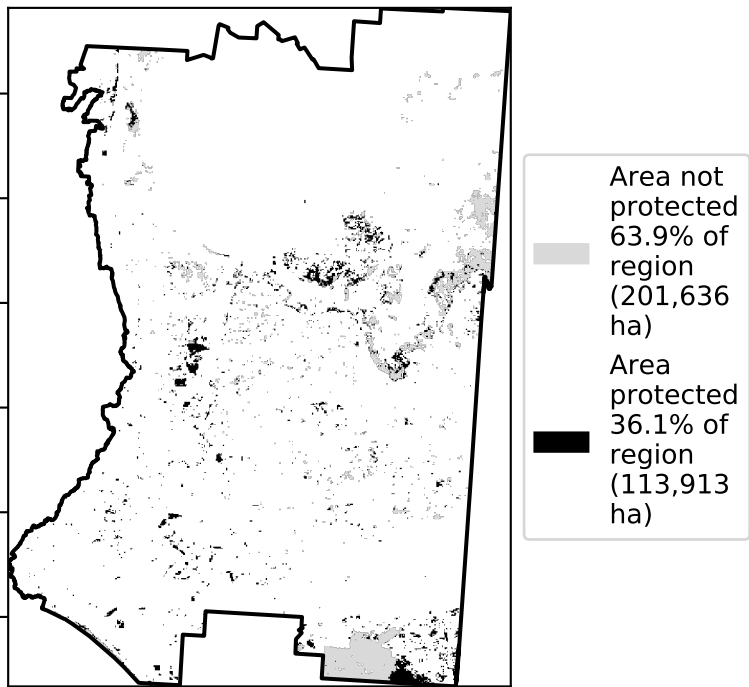 Area not
protected
63.9% of
region
(201,636
ha)
Area
protected
36.1% of
region
(113,913
ha)